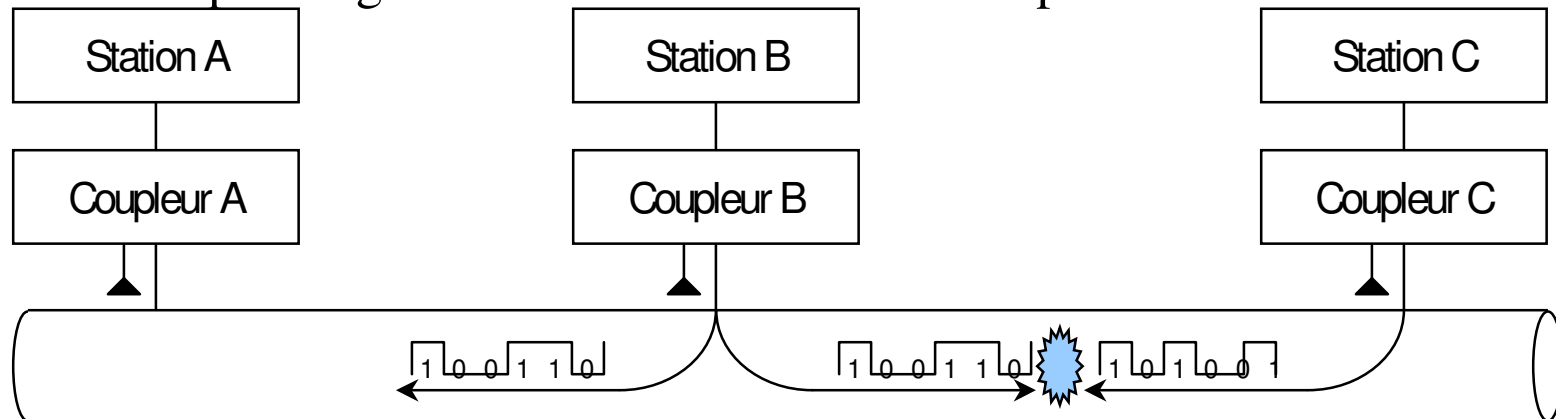 Station A Station B Station C
Coupleur A Coupleur B Coupleur C
1 0 0 1 1 0 1 0 0 1 1 0 1 0 1 0 0 1